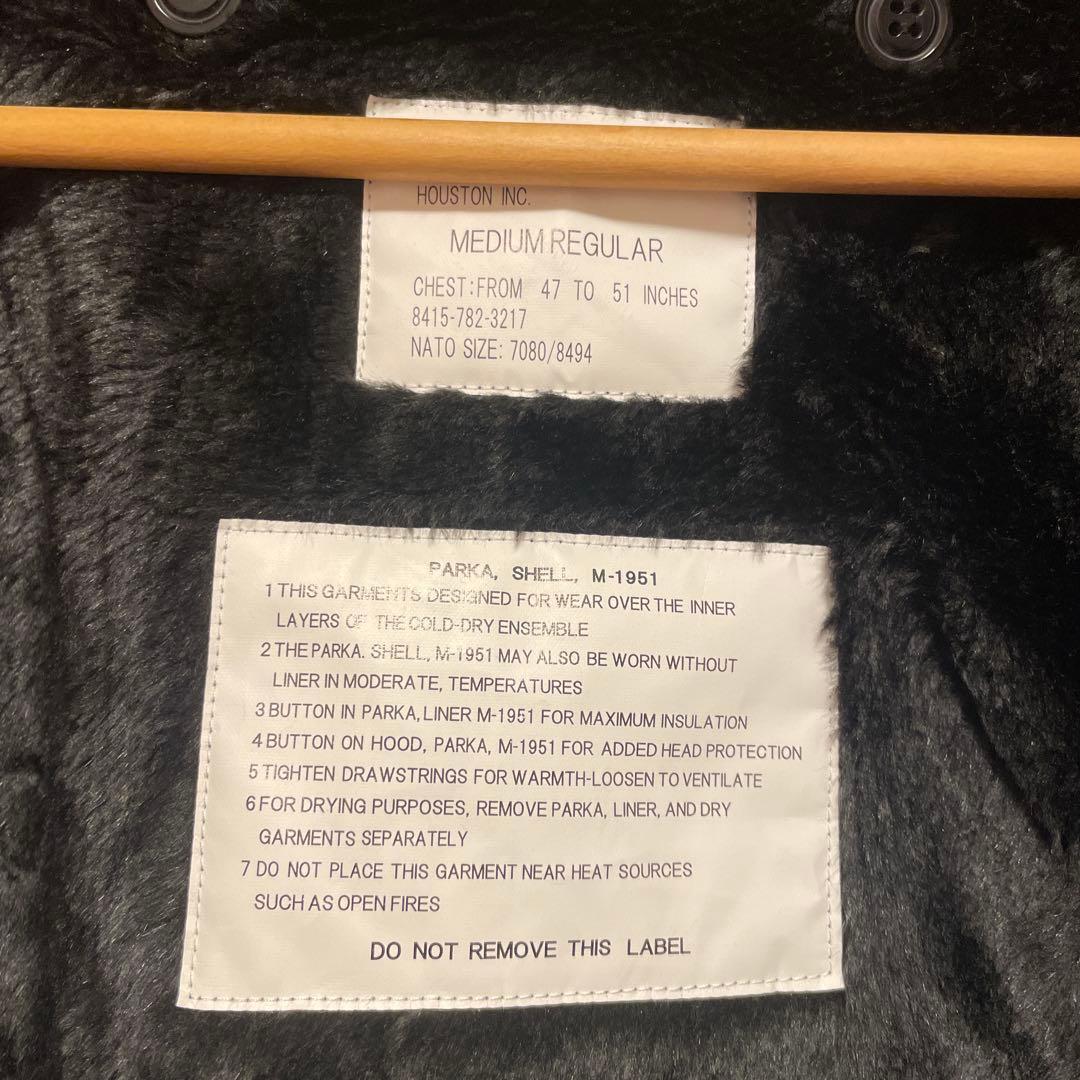 HOUSTON INC.
MEDIUM REGULAR
CHEST:FROM 47 TO 51 INCHES
8415-782-3217
NATO SIZE: 7080/8494
PARKA, SHELL, M-1951
1 THIS GARMENTS DESIGNED FOR WEAR OVER THE INNER
LAYERS OF THE COLD-DRY ENSEMBLE
2 THE PARKA. SHELL, M-1951 MAY ALSO BE WORN WITHOUT
LINER IN MODERATE, TEMPERATURES
3 BUTTON IN PARKA, LINER M-1951 FOR MAXIMUM INSULATION
4 BUTTON ON HOOD, PARKA, M-1951 FOR ADDED HEAD PROTECTION
5 TIGHTEN DRAWSTRINGS FOR WARMTH-LOOSEN TO VENTILATE
6 FOR DRYING PURPOSES, REMOVE PARKA, LINER, AND DRY
GARMENTS SEPARATELY
7 DO NOT PLACE THIS GARMENT NEAR HEAT SOURCES
SUCH AS OPEN FIRES
DO NOT REMOVE THIS LABEL